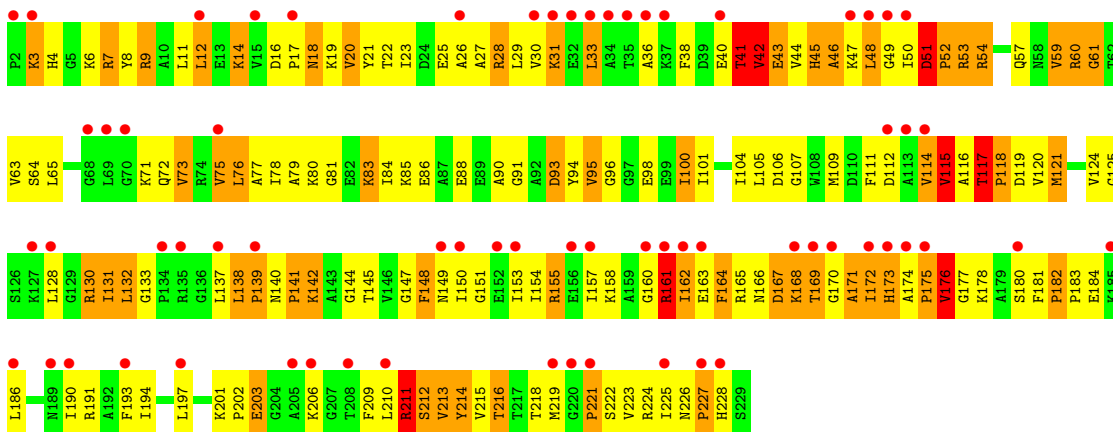 P2 K3 H4 G5 K6 R7 Y8 R9 A10 L11 L12 E13 K14 V15 D16 P17 N18 K19 V20 Y21 T22 I23 D24 E25 A26 A27 R28 L29 V30 K31 E32 L33 A34 T35 A36 K37 F38 D39 E40 T41 V42 E43 V44 H45 A46 K47 L48 G49 I50 D51 P52 R53 R54 Q57 N58 V59 R60 G61 T62
V63 S64 L65 G68 L69 G70 K71 Q72 V73 R74 V75 L76 A77 I78 A79 K80 G81 E82 K83 I84 K85 E86 A87 E88 E89 A90 G91 A92 D93 Y94 V95 G96 G97 E98 E99 I100 I101 I104 L105 D106 G107 W108 M109 D110 F111 D112 A113 V114 V115 A116 T117 P118 D119 V120 M121 V124 G125
S126 K127 L128 G129 R130 I131 L132 G133 P134 R135 G136 L137 L138 P139 N140 P141 K142 A143 G144 T145 V146 G147 F148 N149 I150 G151 E152 I153 I154 R155 E156 I157 K158 A159 G160 R161 I162 E163 F164 R165 N166 D167 K168 T169 G170 A171 I172 H173 A174 P175 V176 G177 K178 A179 S180 F181 P182 P183 E184 K185
L186 N189 I190 R191 A192 F193 I194 L197 K201 P202 E203 G204 A205 K206 G207 T208 F209 L210 R211 S212 V213 Y214 V215 T216 T217 T218 M219 G220 P221 S222 V223 R224 I225 N226 P227 H228 S229